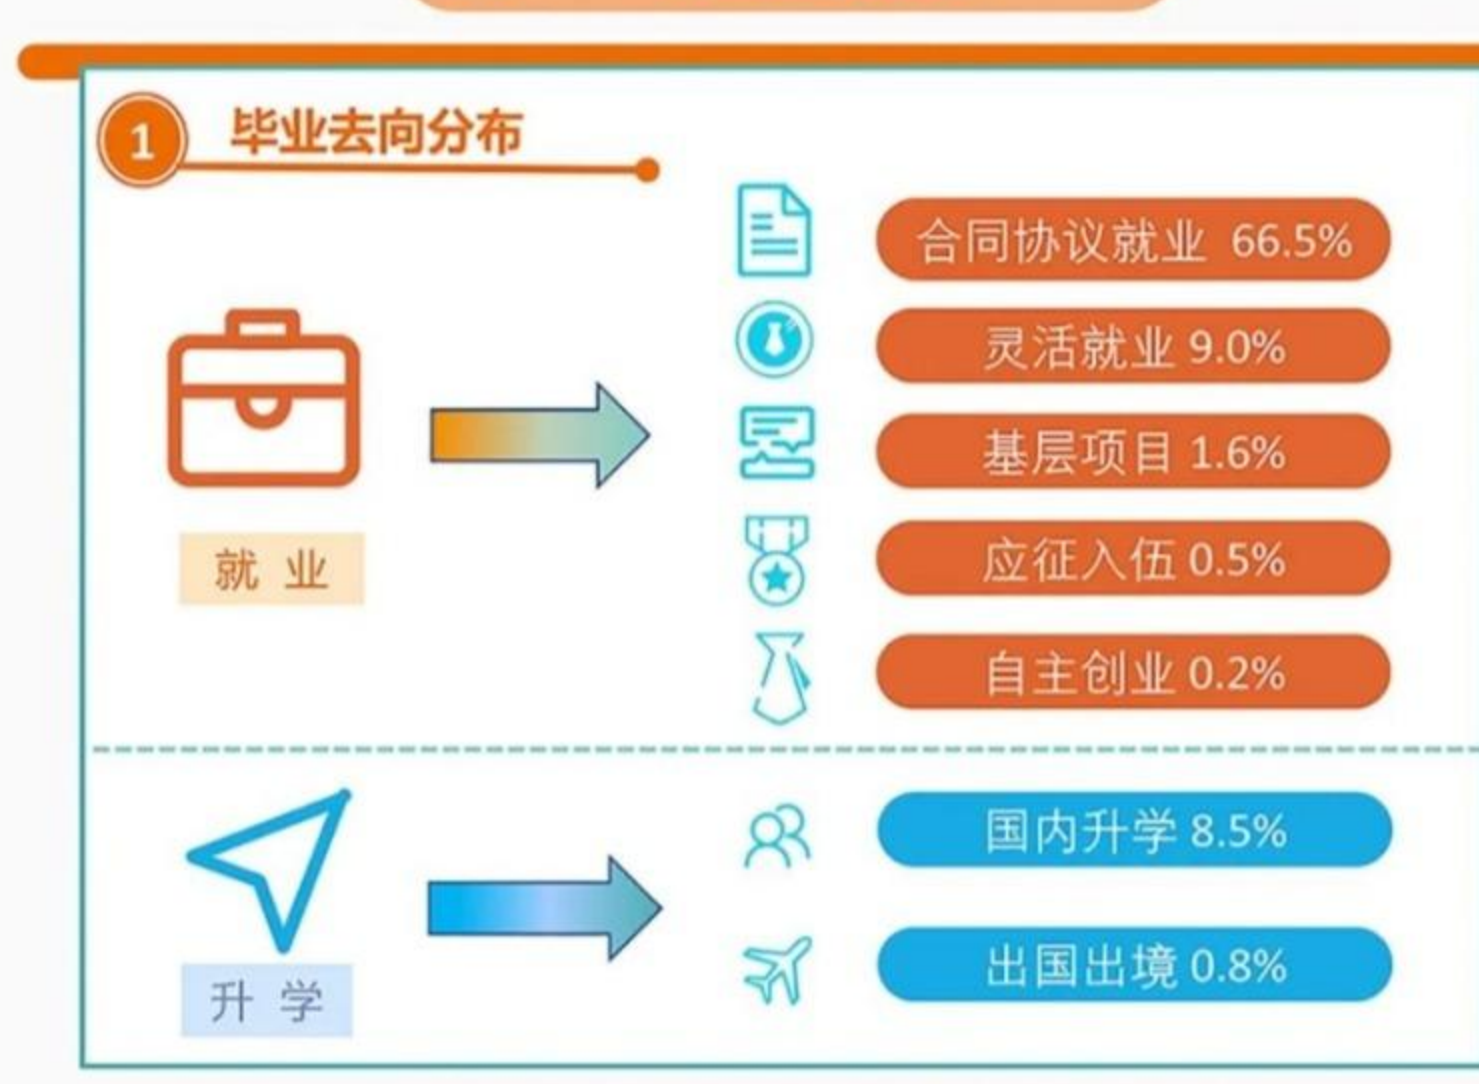 1 毕业去向分布
合同协议就业 66.5%
灵活就业 9.0%
基层项目 1.6%
应征入伍 0.5%
自主创业 0.2%
就 业
国内升学 8.5%
出国出境 0.8%
升 学